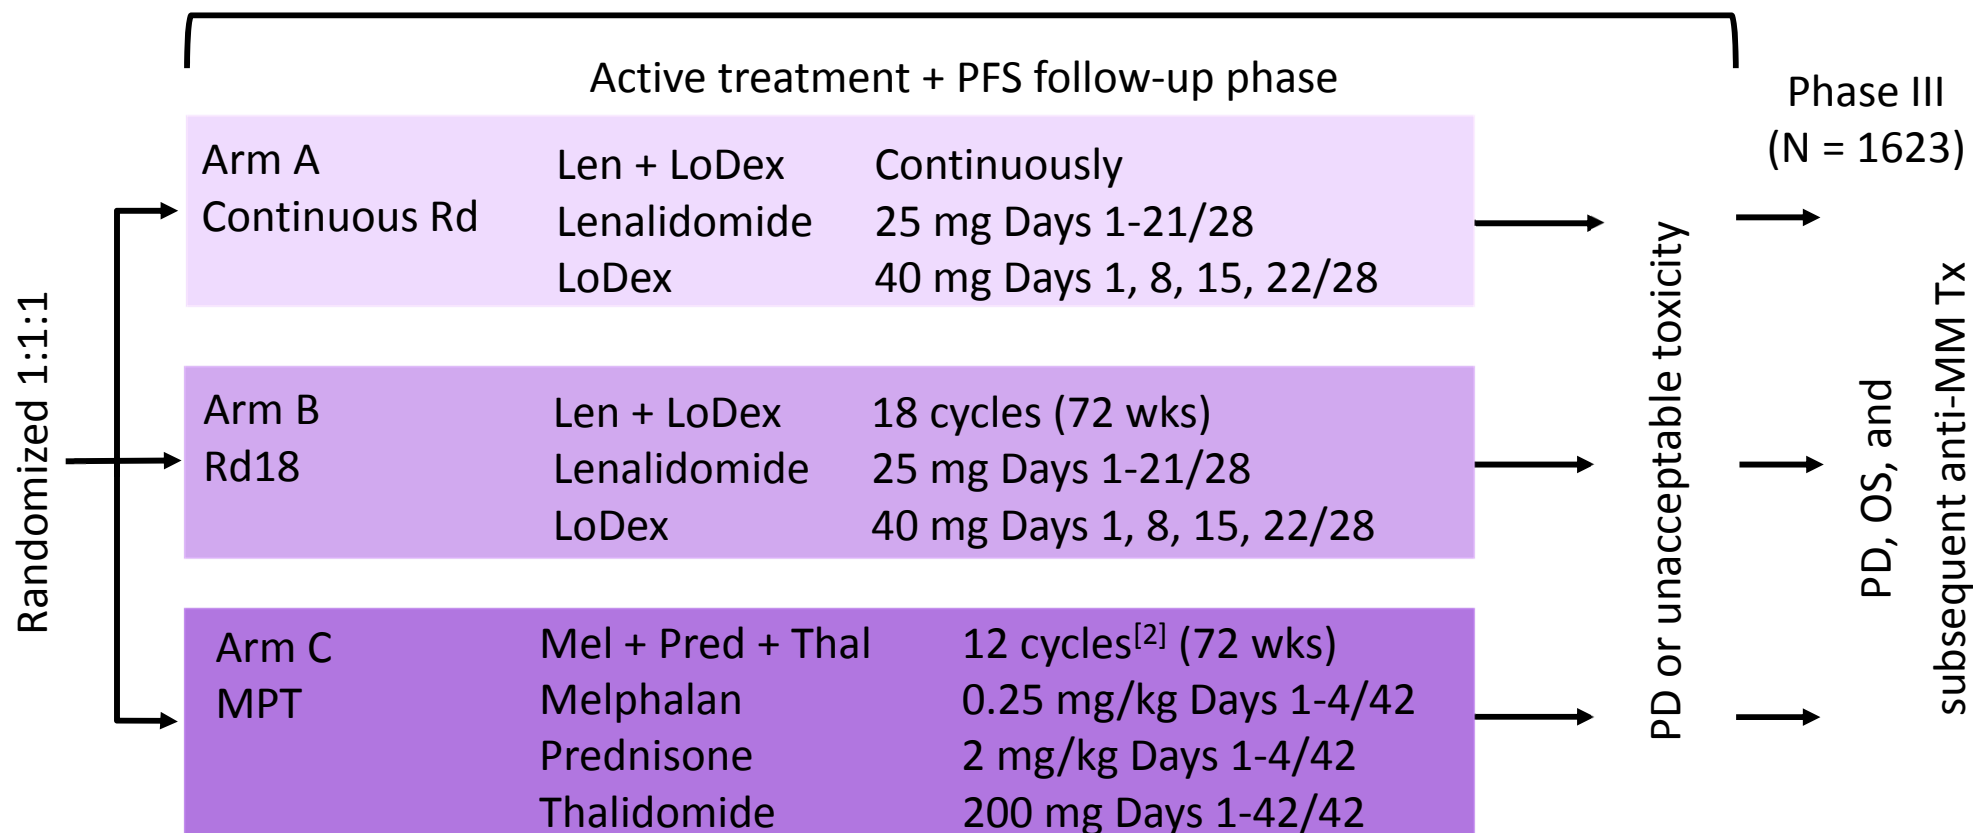 Active treatment + PFS follow-up phase
Phase III
(N = 1623)
Randomized 1:1:1
Arm A
Continuous Rd
Len + LoDex Continuously
Lenalidomide 25 mg Days 1-21/28
LoDex 40 mg Days 1, 8, 15, 22/28
Arm B
Rd18
Len + LoDex 18 cycles (72 wks)
Lenalidomide 25 mg Days 1-21/28
LoDex 40 mg Days 1, 8, 15, 22/28
Arm C
MPT
Mel + Pred + Thal 12 cycles[2] (72 wks)
Melphalan 0.25 mg/kg Days 1-4/42
Prednisone 2 mg/kg Days 1-4/42
Thalidomide 200 mg Days 1-42/42
PD or unacceptable toxicity
PD, OS, and
subsequent anti-MM Tx